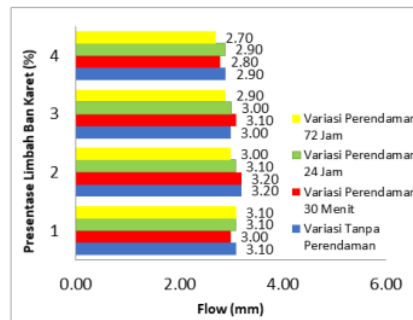 Presentase Limbah Ban Karet (%)
4
2.70
2.90
2.80
2.90
3
2.90
3.00
3.10
3.00
2
3.00
3.10
3.20
3.20
1
3.10
3.10
3.00
3.10
Variasi Perendaman
72 Jam
Variasi Perendaman
24 Jam
Variasi Perendaman
30 Menit
Variasi Tanpa
Perendaman
0.00 2.00 4.00 6.00
Flow (mm)